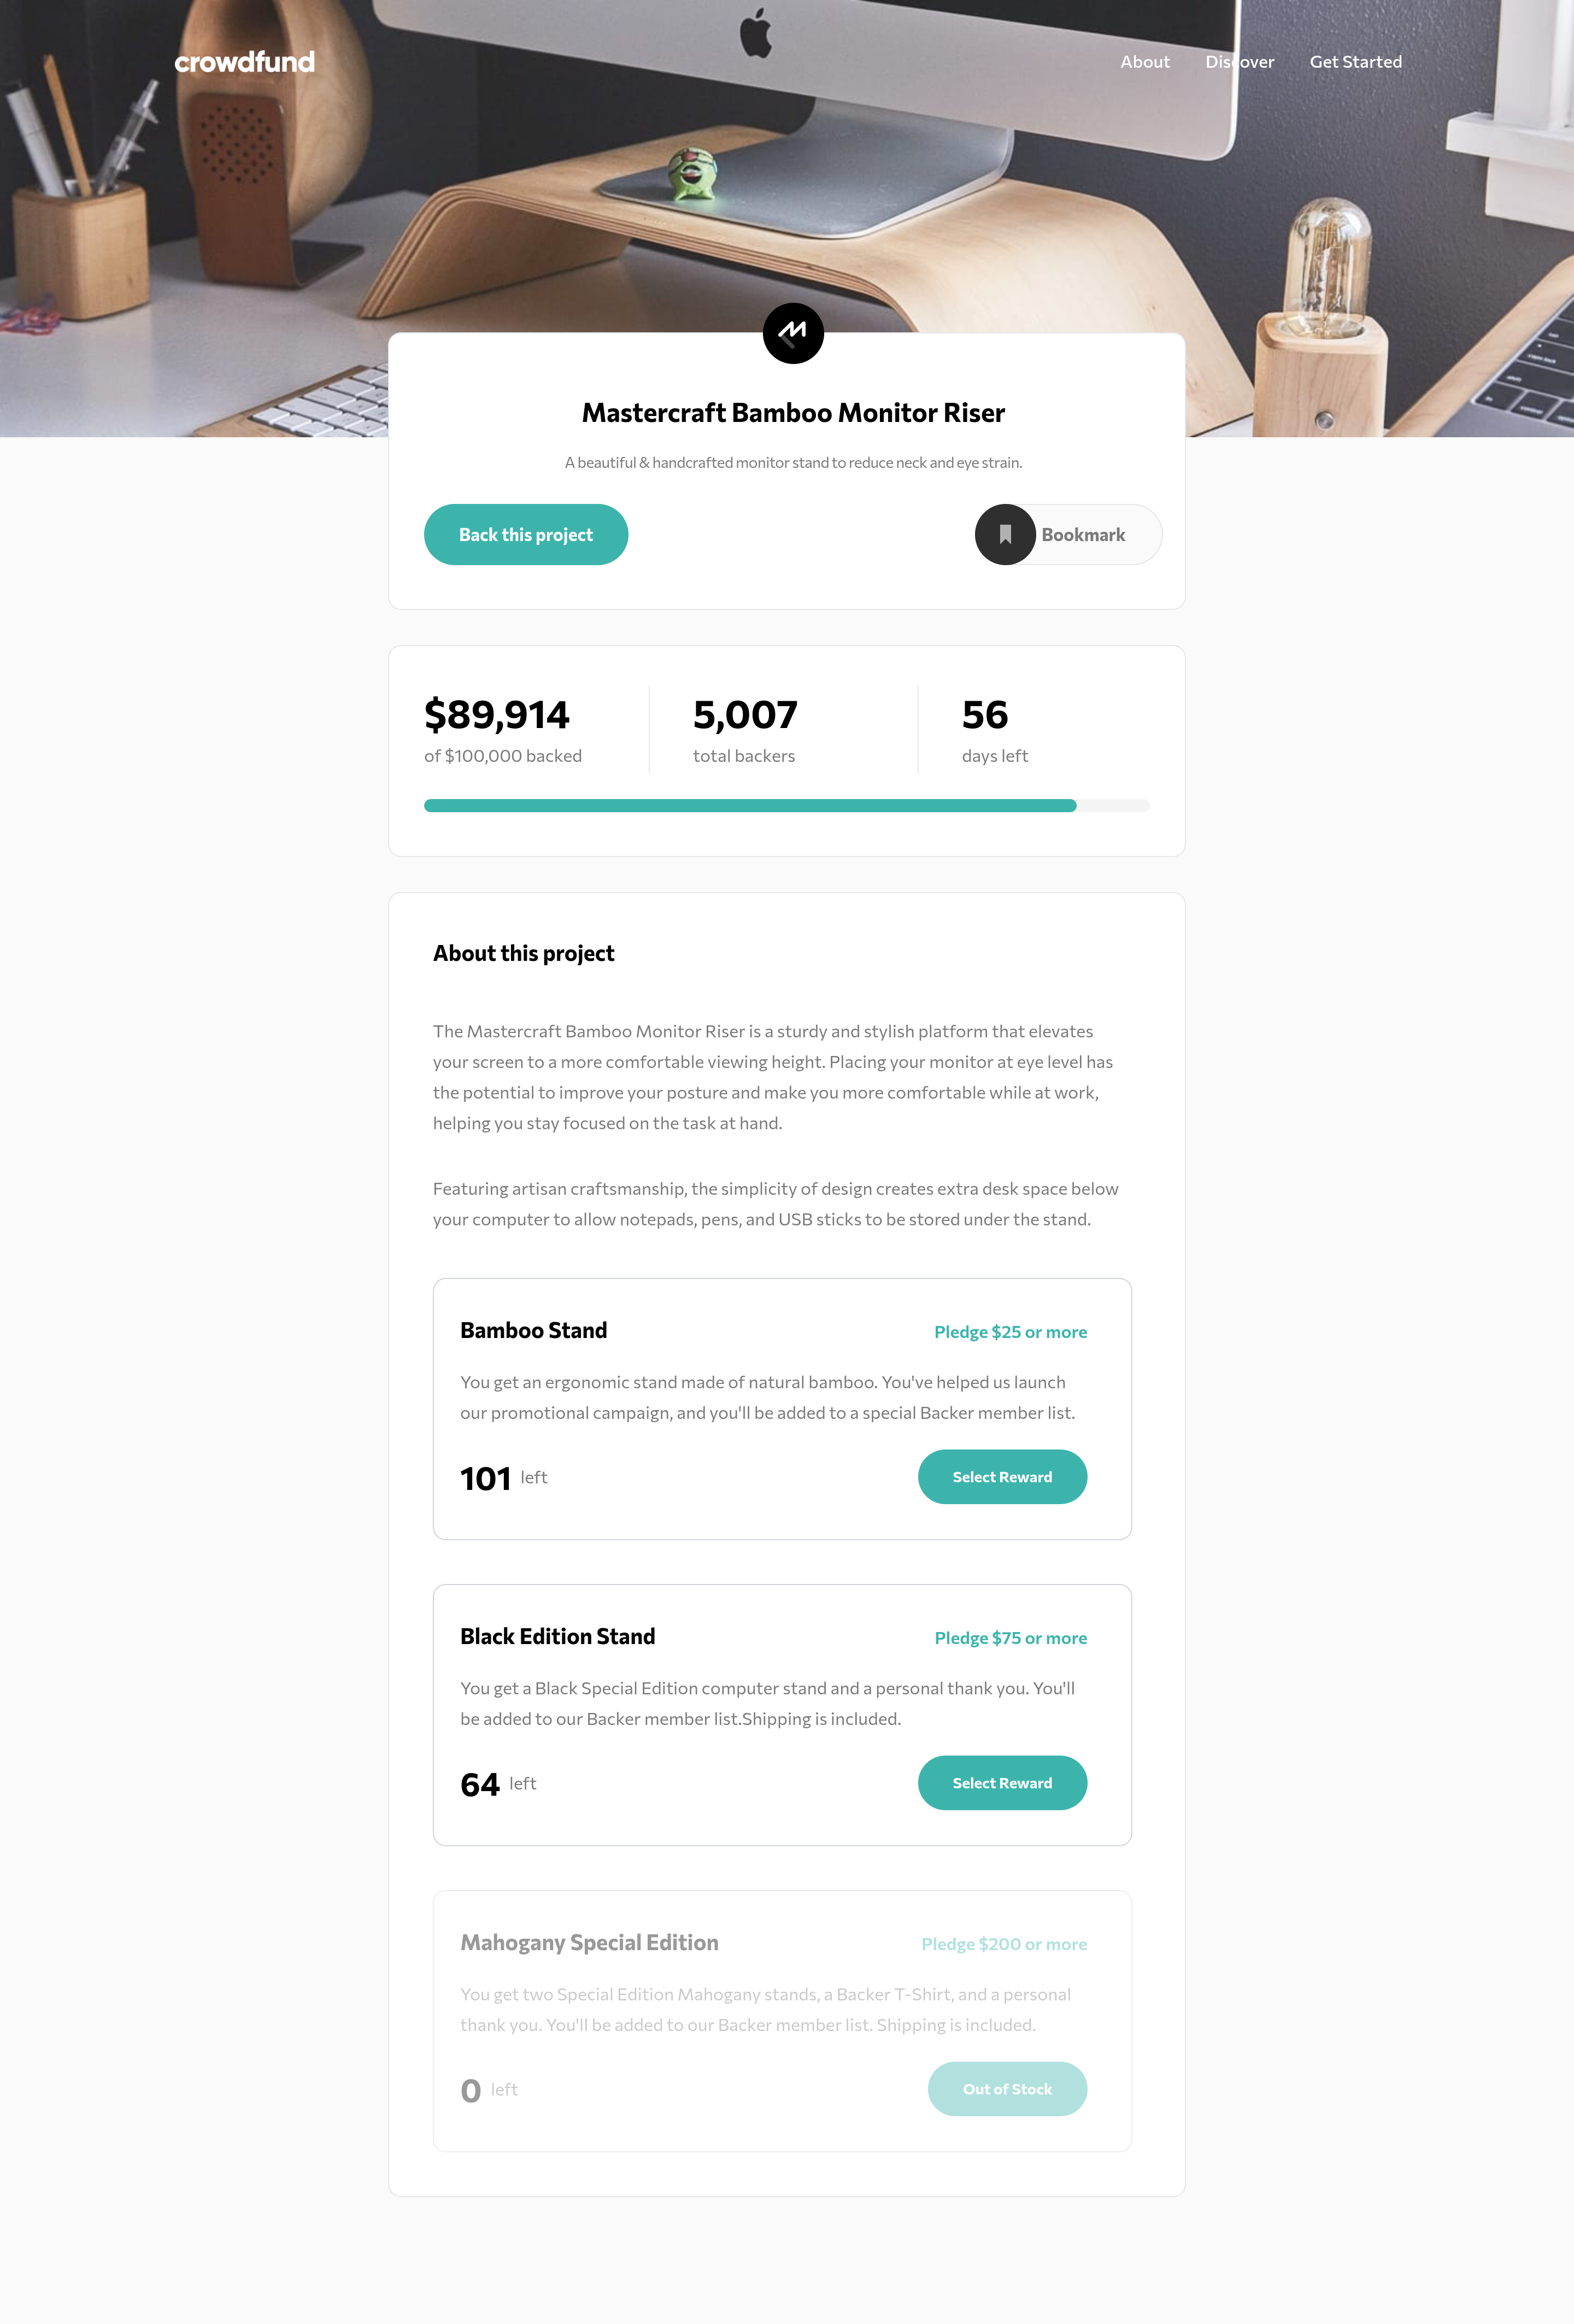 crowdfund
About Discover Get Started
Mastercraft Bamboo Monitor Riser
A beautiful & handcrafted monitor stand to reduce neck and eye strain.
Back this project
Bookmark
$89,914
of $100,000 backed
5,007
total backers
56
days left
About this project
The Mastercraft Bamboo Monitor Riser is a sturdy and stylish platform that elevates
your screen to a more comfortable viewing height. Placing your monitor at eye level has
the potential to improve your posture and make you more comfortable while at work,
helping you stay focused on the task at hand.
Featuring artisan craftsmanship, the simplicity of design creates extra desk space below
your computer to allow notepads, pens, and USB sticks to be stored under the stand.
Bamboo Stand
Pledge $25 or more
You get an ergonomic stand made of natural bamboo. You've helped us launch
our promotional campaign, and you'll be added to a special Backer member list.
101 left
Select Reward
Black Edition Stand
Pledge $75 or more
You get a Black Special Edition computer stand and a personal thank you. You'll
be added to our Backer member list.Shipping is included.
64 left
Select Reward
Mahogany Special Edition
Pledge $200 or more
You get two Special Edition Mahogany stands, a Backer T-Shirt, and a personal
thank you. You'll be added to our Backer member list. Shipping is included.
0 left
Out of Stock